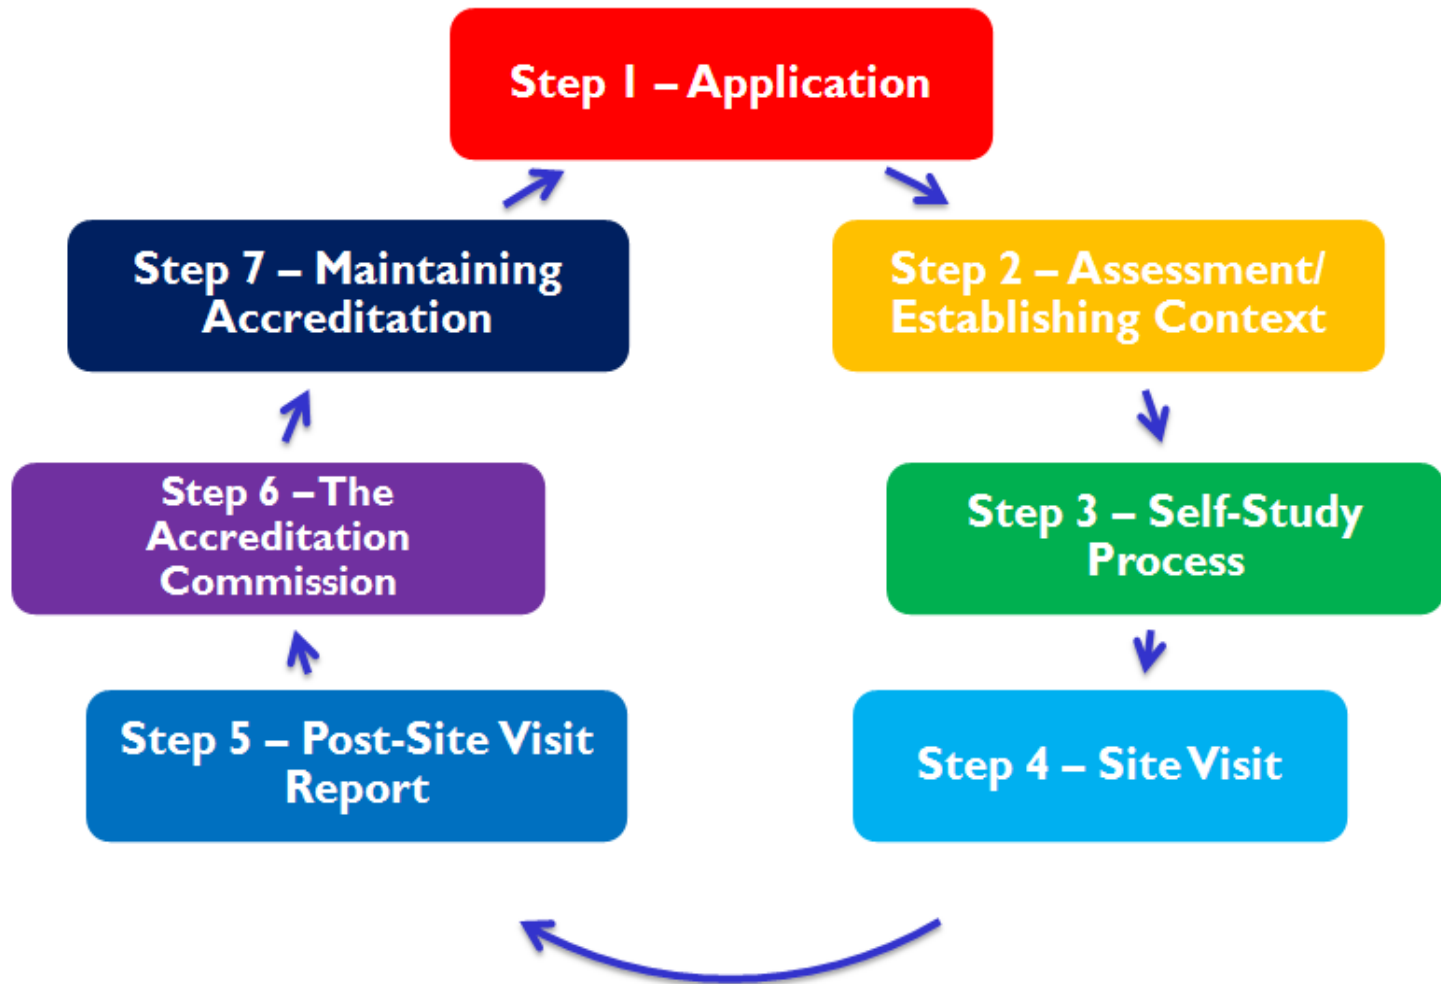 Step 1 – Application
Step 2 – Assessment/
Establishing Context
Step 3 – Self-Study
Process
Step 4 – Site Visit
Step 5 – Post-Site Visit
Report
Step 6 – The
Accreditation
Commission
Step 7 – Maintaining
Accreditation